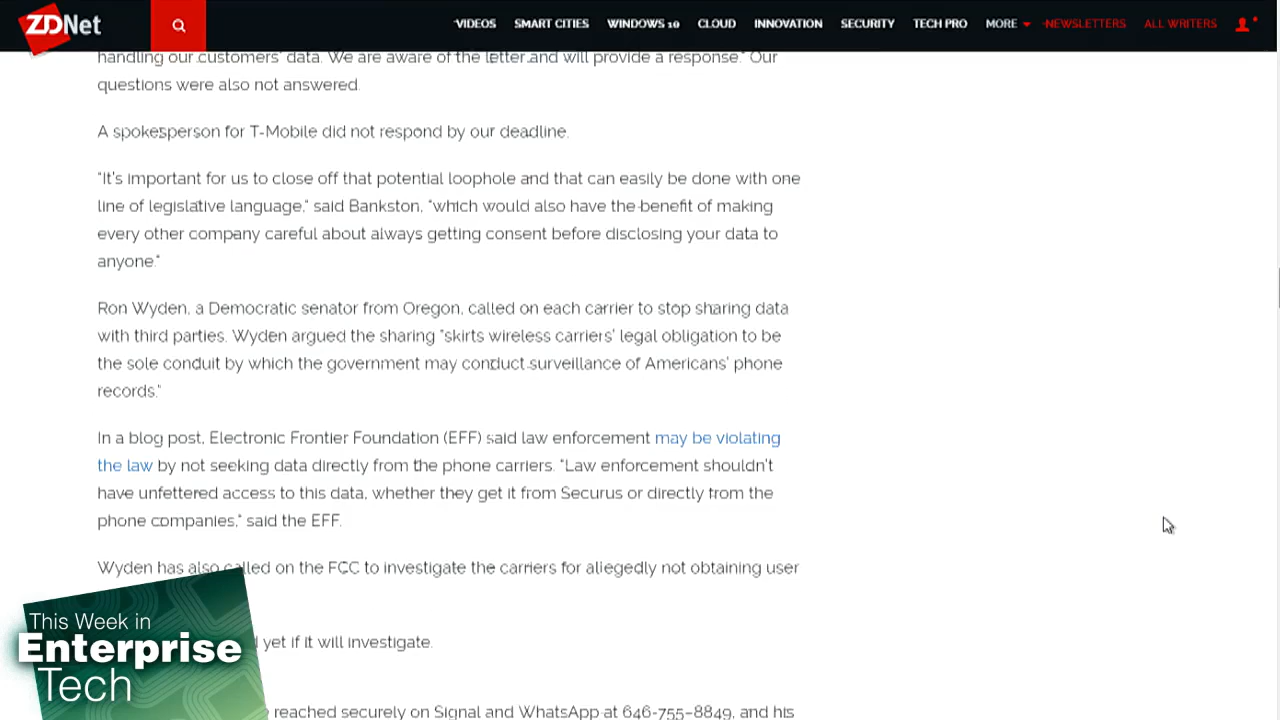 ZDNet
VIDEOS SMART CITIES WINDOWS 10 CLOUD INNOVATION SECURITY TECH PRO MORE NEWSLETTERS ALL WRITERS
handling our customers' data. We are aware of the letter and will provide a response." Our
questions were also not answered.
A spokesperson for T-Mobile did not respond by our deadline.
"It's important for us to close off that potential loophole and that can easily be done with one
line of legislative language," said Bankston, "which would also have the benefit of making
every other company careful about always getting consent before disclosing your data to
anyone."
Ron Wyden, a Democratic senator from Oregon, called on each carrier to stop sharing data
with third parties. Wyden argued the sharing "skirts wireless carriers' legal obligation to be
the sole conduit by which the government may conduct surveillance of Americans' phone
records."
In a blog post, Electronic Frontier Foundation (EFF) said law enforcement may be violating
the law by not seeking data directly from the phone carriers. "Law enforcement shouldn't
have unfettered access to this data, whether they get it from Securus or directly from the
phone companies," said the EFF.
Wyden has also called on the FCC to investigate the carriers for allegedly not obtaining user
yet if it will investigate.
reached securely on Signal and WhatsApp at 646-755-8849, and his
This Week in
Enterprise
Tech